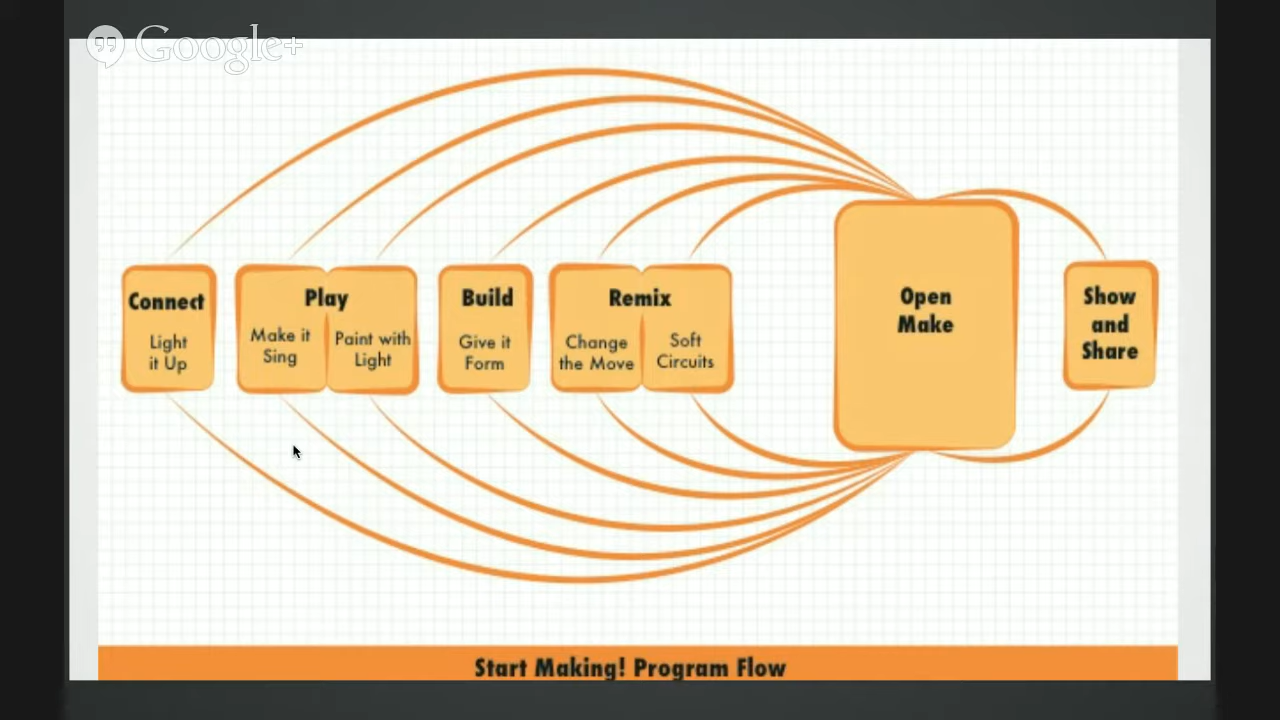 Google+
Connect
Light
it Up
Play
Make it
Sing
Paint with
Light
Build
Give it
Form
Remix
Change
the Move
Soft
Circuits
Open
Make
Show
and
Share
Start Making! Program Flow